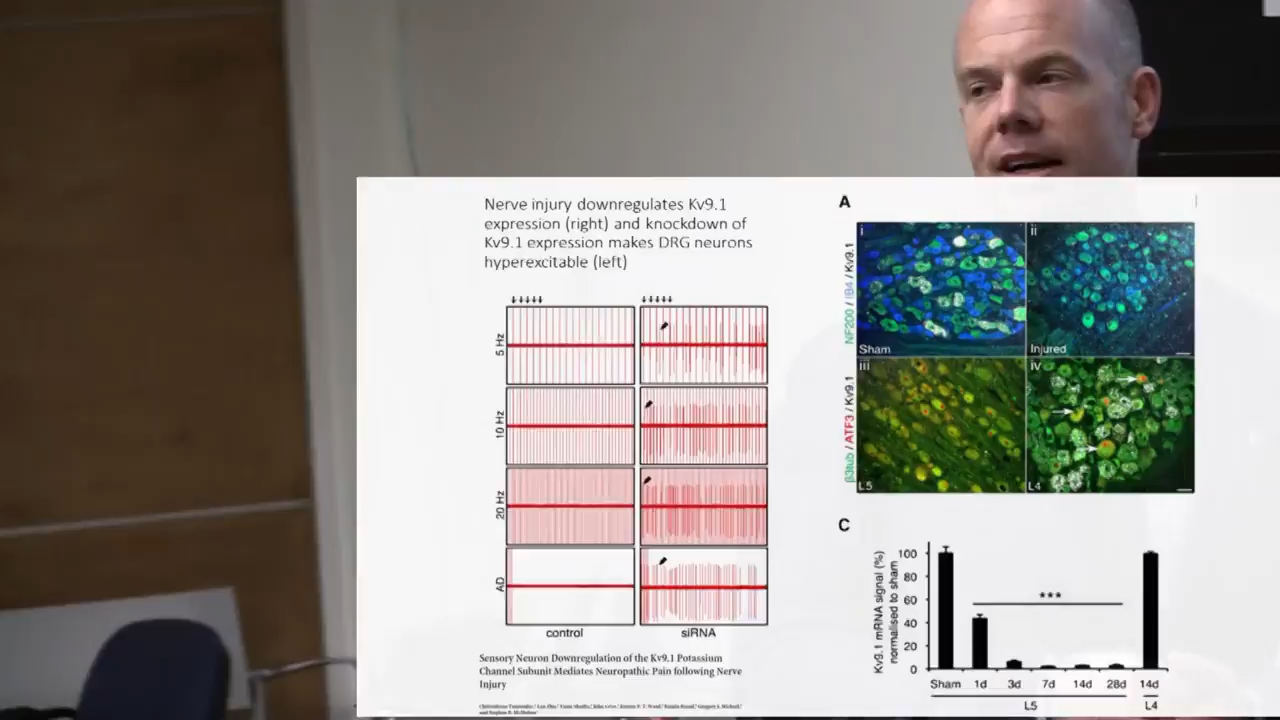 Nerve injury downregulates Kv9.1
expression (right) and knockdown of
Kv9.1 expression makes DRG neurons
hyperexcitable (left)
5 Hz
10 Hz
20 Hz
AD
control
siRNA
Sensory Neuron Downregulation of the Kv9.1 Potassium
Channel Subunit Mediates Neuropathic Pain following Nerve
Injury
A
NF200 / IB4 / Kv9.1
i
ii
Sham
Injured
β3tub / ATF3 / Kv9.1
iii
iv
L5
L4
C
Kv9.1 mRNA signal (%)
normalised to sham
100
80
60
40
20
0
***
Sham 1d 3d 7d 14d 28d 14d
L5 L4